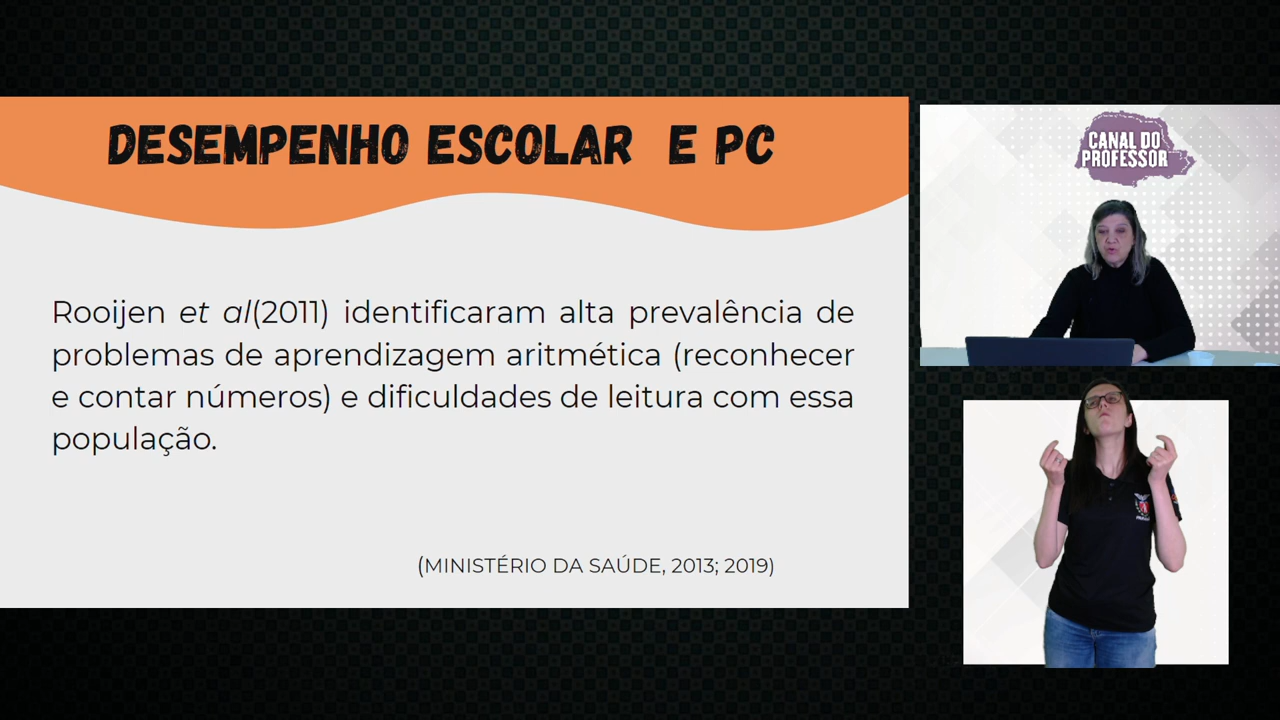 DESEMPENHO ESCOLAR E PC
Rooijen et al(2011) identificaram alta prevalência de
problemas de aprendizagem aritmética (reconhecer
e contar números) e dificuldades de leitura com essa
população.
(MINISTÉRIO DA SAÚDE, 2013; 2019)
CANAL DO
PROFESSOR